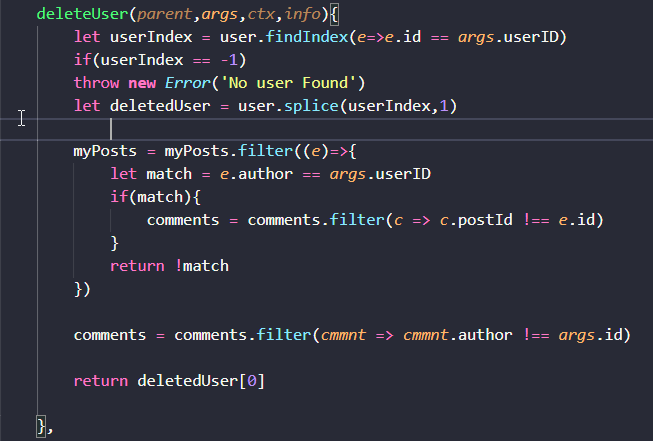 deleteUser(parent,args,ctx,info){
let userIndex = user.findIndex(e=>e.id == args.userID)
if(userIndex == -1)
throw new Error('No user Found')
let deletedUser = user.splice(userIndex,1)
myPosts = myPosts.filter((e)=>{
let match = e.author == args.userID
if(match){
comments = comments.filter(c => c.postId !== e.id)
}
return !match
})
comments = comments.filter(cmmnt => cmmnt.author !== args.id)
return deletedUser[0]
},